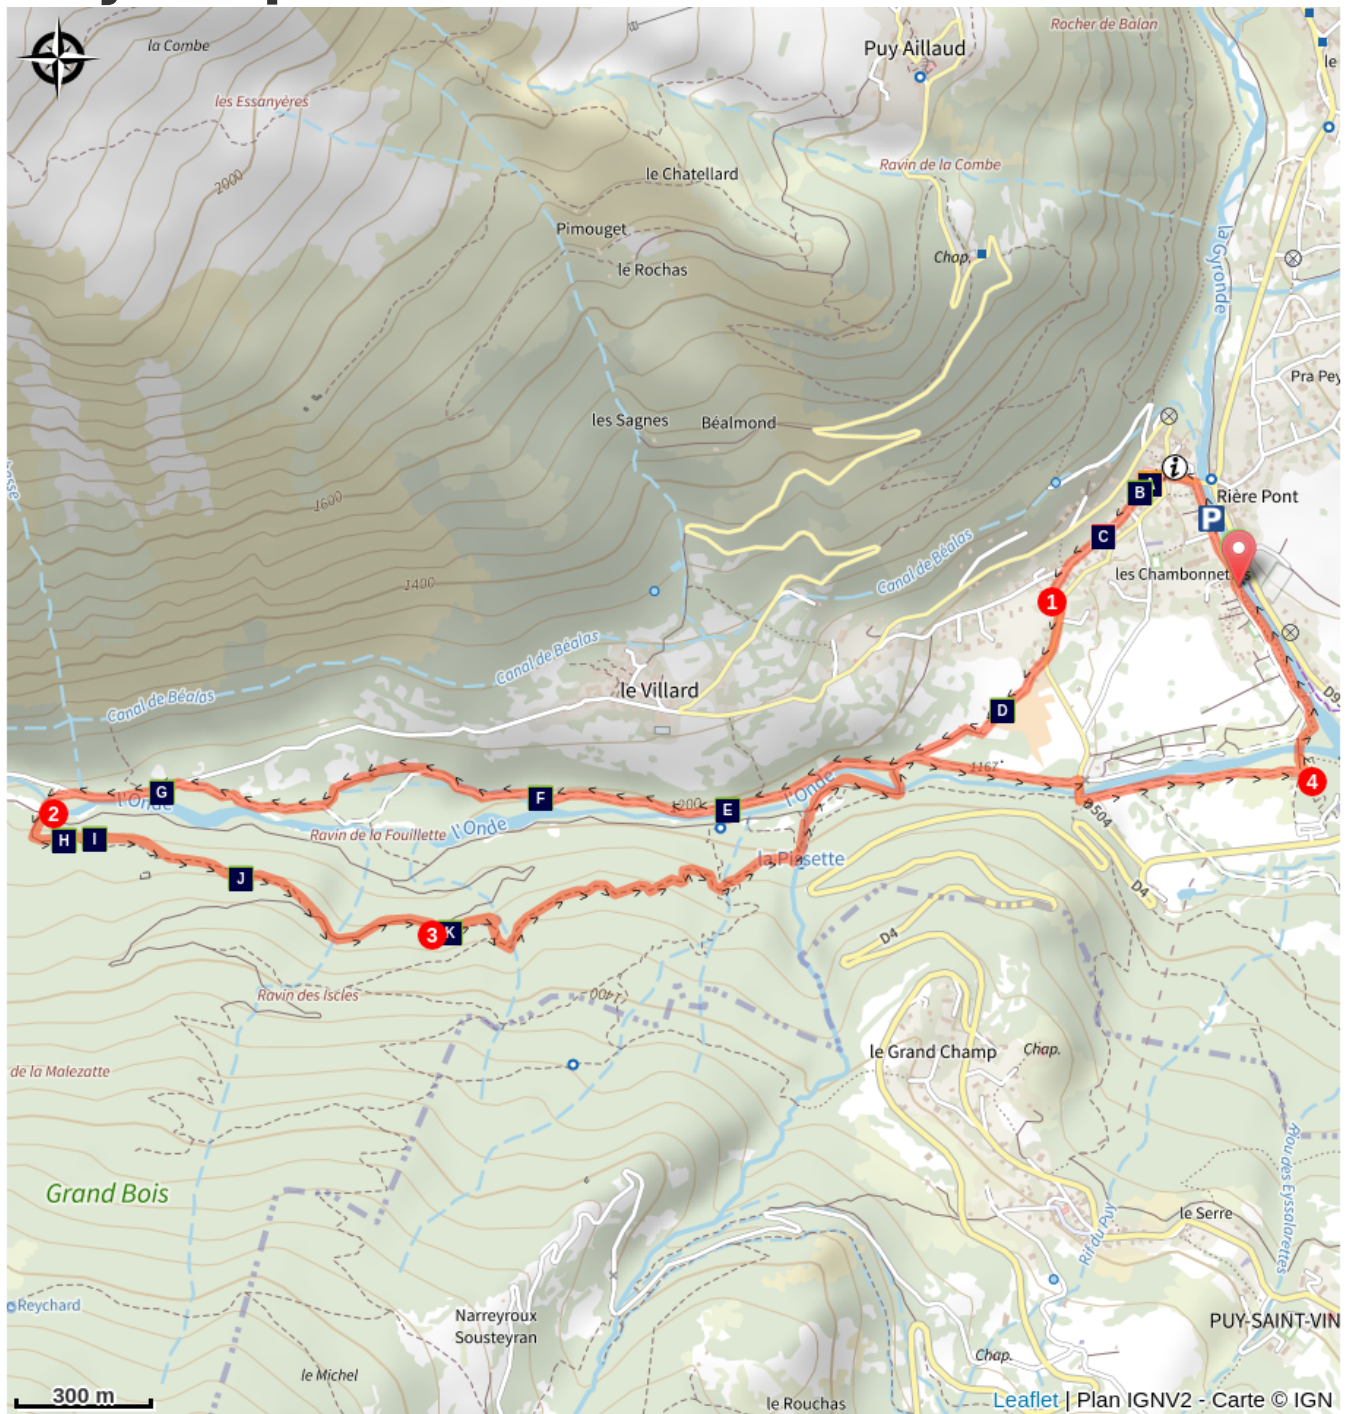 Rocher de Balan
la Combe
Puy Aillaud
le
les Essanyères
Ravin de la Combe
le Chatellard
2000
Pimouget
la Gyronde
Chap.
le Rochas
Pra Pey
les Sagnes
Béalmond
i
A
B
Rière Pont
1600
P
C
Canal de Béalas
les Chambonnet s
1400
1
Canal de Béalas
le Villard
Canal de Béalas
D
D9
1167
l'Onde
4
G
F
200
E
2
l'Onde
D504
l'Onde
Ravin de la Fouillette
H
I
la Pissette
J
D4
3
K
D4
Ravin des Iscles
1400
le Grand Champ
Chap.
de la Malezatte
Riou des Eyssalarettes
Grand Bois
le Serre
Rif du Puy
Reychard
Narreyroux
Sousteyran
PUY-SAINT-VIN
Chap.
le Michel
300 m
le Rouchas
Leaflet | Plan IGNV2 - Carte © IGN